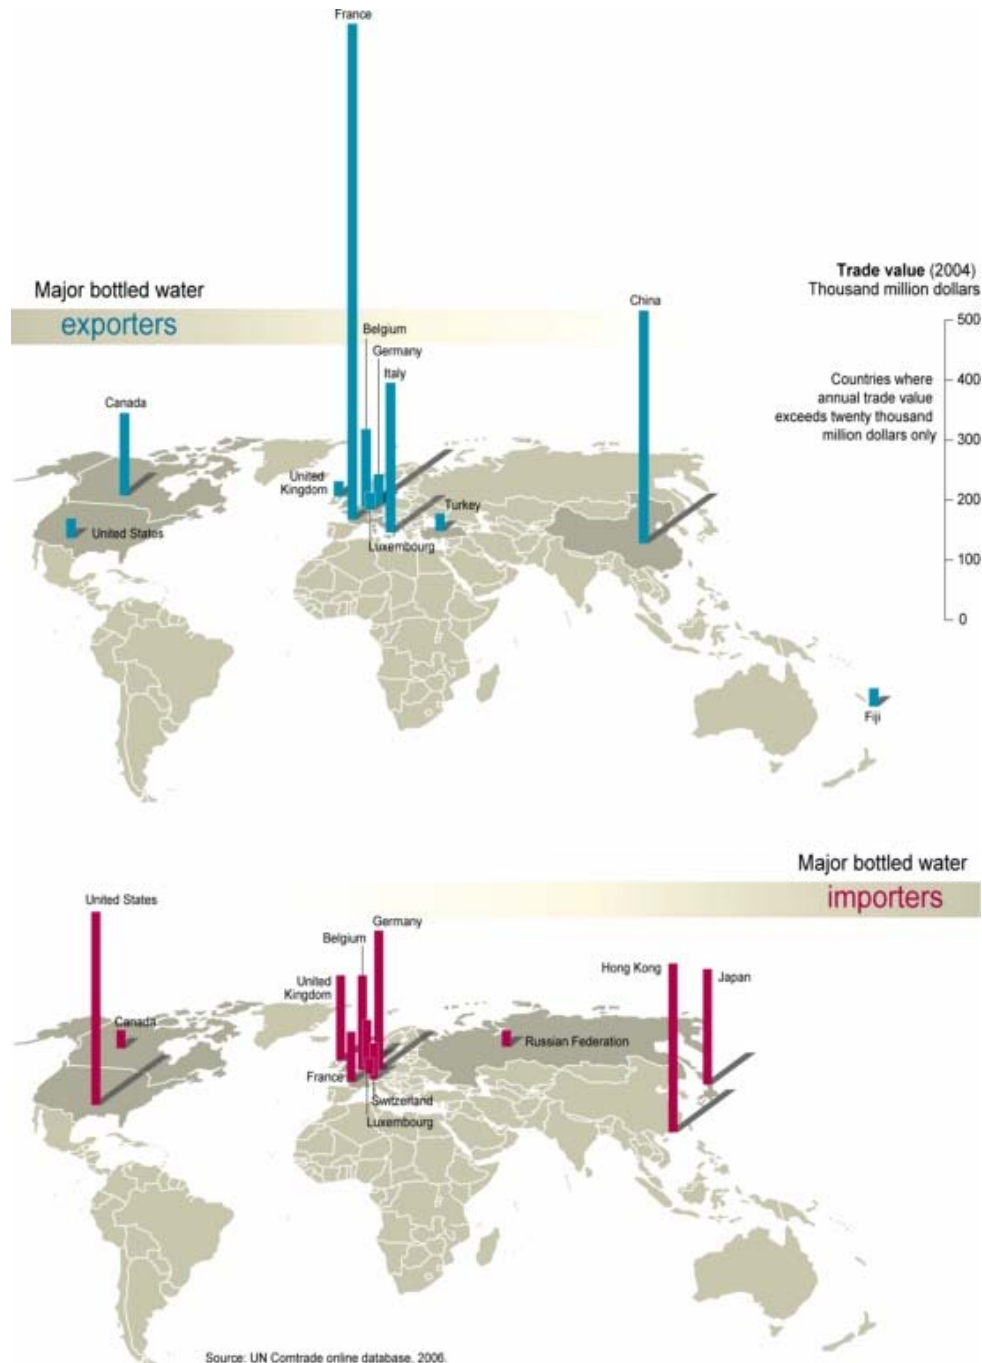 France
Trade value (2004)
Thousand million dollars
Major bottled water
exporters
China
500
Belgium
Germany
Italy
400
Countries where
annual trade value
exceeds twenty thousand
million dollars only
Canada
300
United
Kingdom
200
Turkey
United States
Luxembourg
100
0
Fiji
Major bottled water
importers
United States
Germany
Belgium
Hong Kong
Japan
United
Kingdom
Canada
Russian Federation
France
Switzerland
Luxembourg
Source: UN Comtrade online database, 2006.